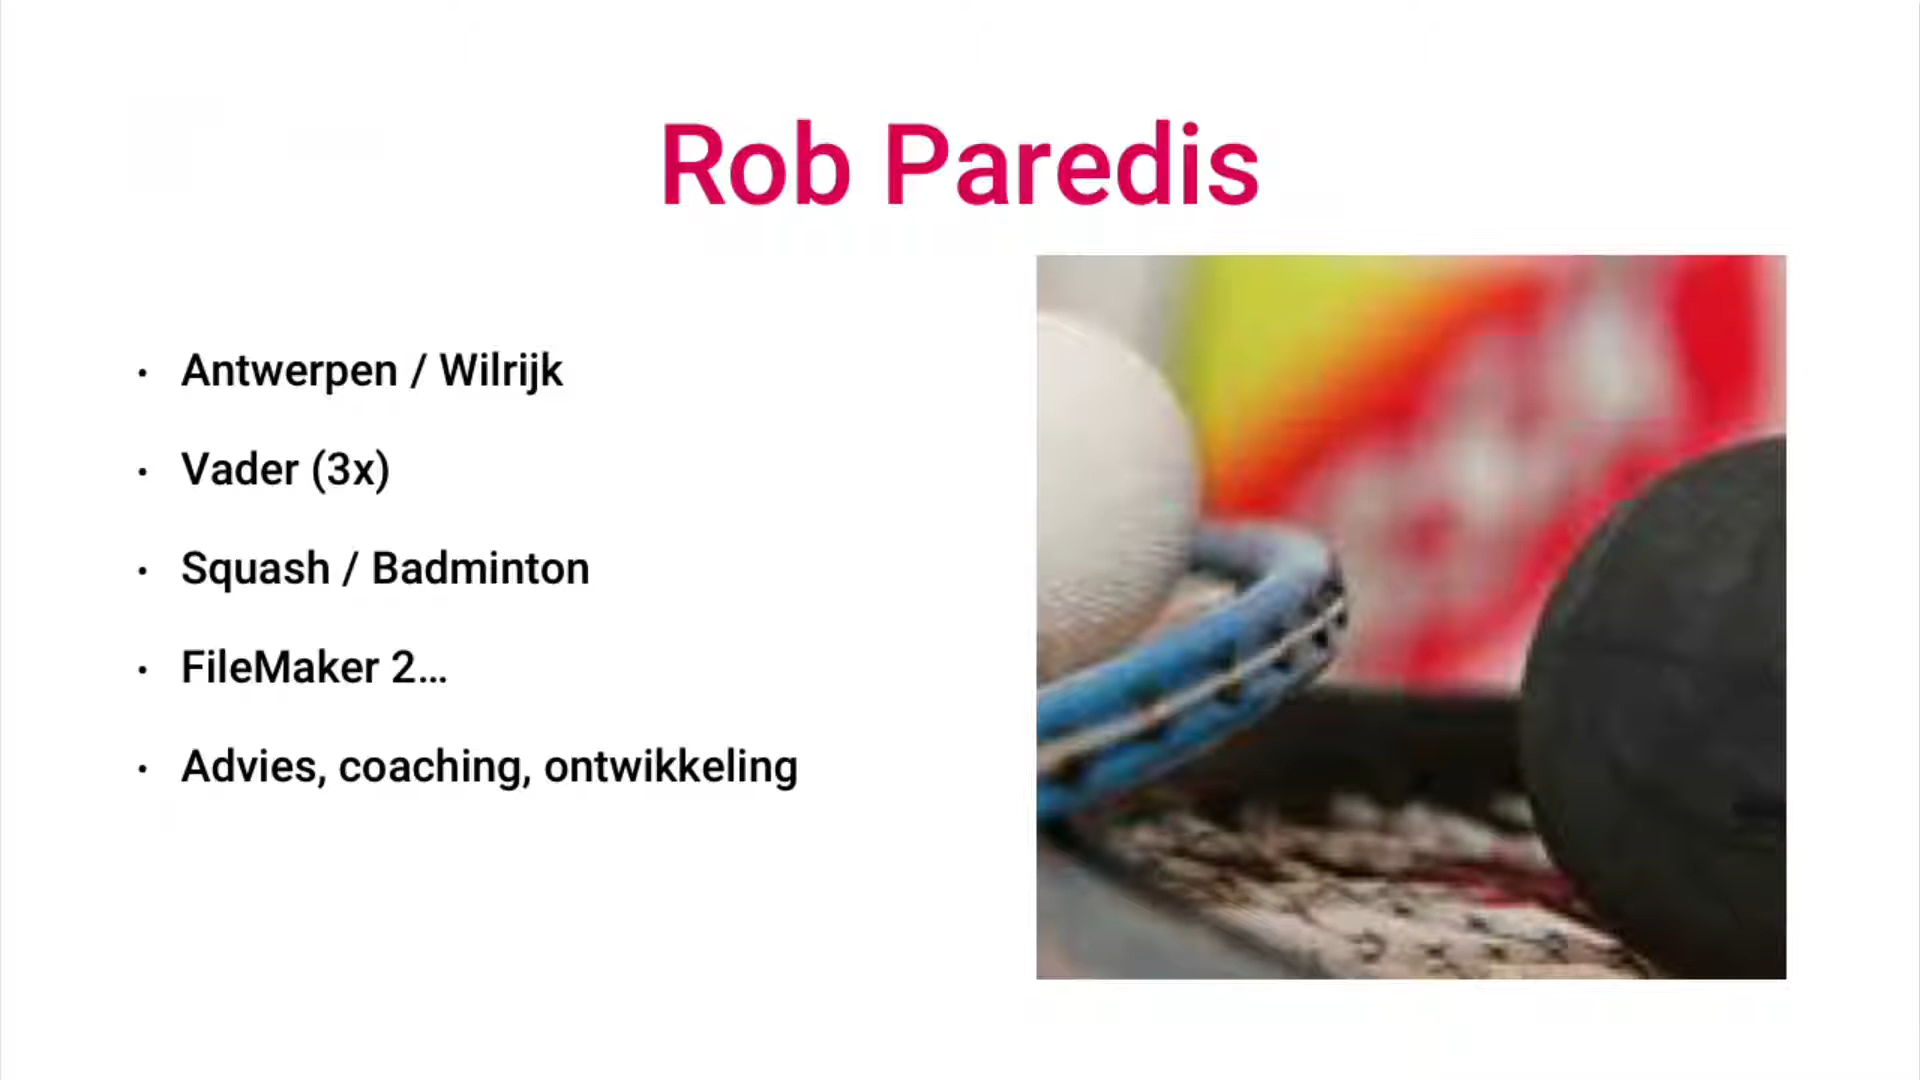 Rob Paredis
• Antwerpen / Wilrijk
• Vader (3x)
• Squash / Badminton
• FileMaker 2...
• Advies, coaching, ontwikkeling